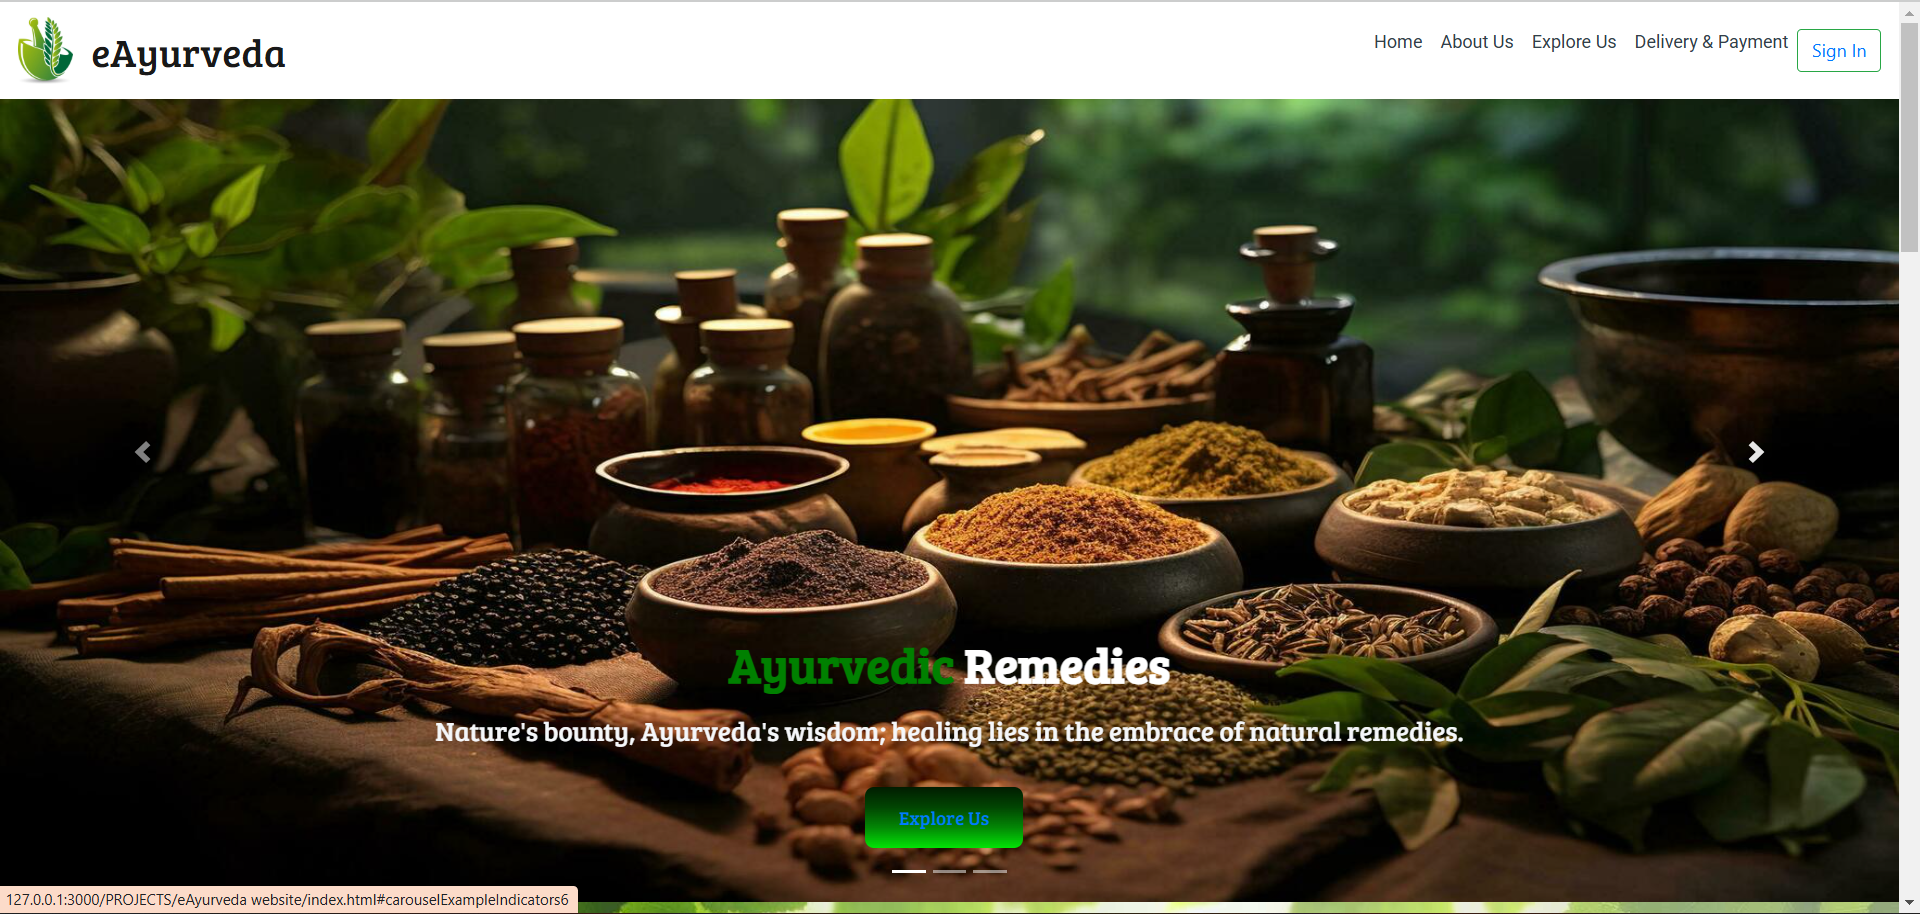 eAyurveda
Home About Us Explore Us Delivery & Payment Sign In
Ayurvedic Remedies
Nature's bounty, Ayurveda's wisdom; healing lies in the embrace of natural remedies.
Explore Us
127.0.0.1:3000/PROJECTS/eAyurveda website/index.html#carouselExampleIndicators6